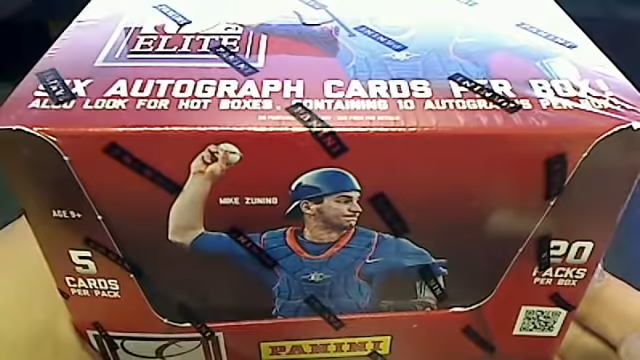 ELITE
SIX AUTOGRAPH CARDS PER BOX!
ALSO LOOK FOR HOT BOXES, CONTAINING 10 AUTOGRAPHS PER BOX!
MIKE ZUNINO
AGE 9+
5
CARDS
PER PACK
20
PACKS
PER BOX
PANINI